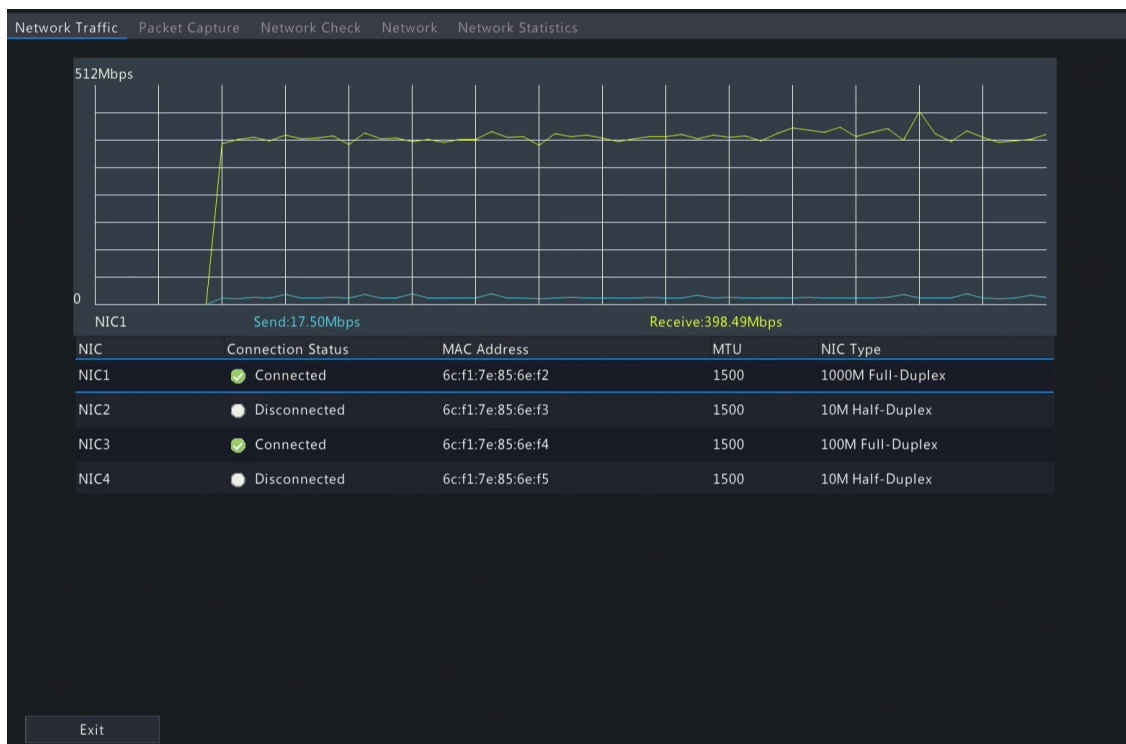 Network Traffic Packet Capture Network Check Network Network Statistics
512Mbps
0
NIC1 Send:17.50Mbps Receive:398.49Mbps
NIC Connection Status MAC Address MTU NIC Type
NIC1 Connected 6c:f1:7e:85:6e:f2 1500 1000M Full-Duplex
NIC2 Disconnected 6c:f1:7e:85:6e:f3 1500 10M Half-Duplex
NIC3 Connected 6c:f1:7e:85:6e:f4 1500 100M Full-Duplex
NIC4 Disconnected 6c:f1:7e:85:6e:f5 1500 10M Half-Duplex
Exit